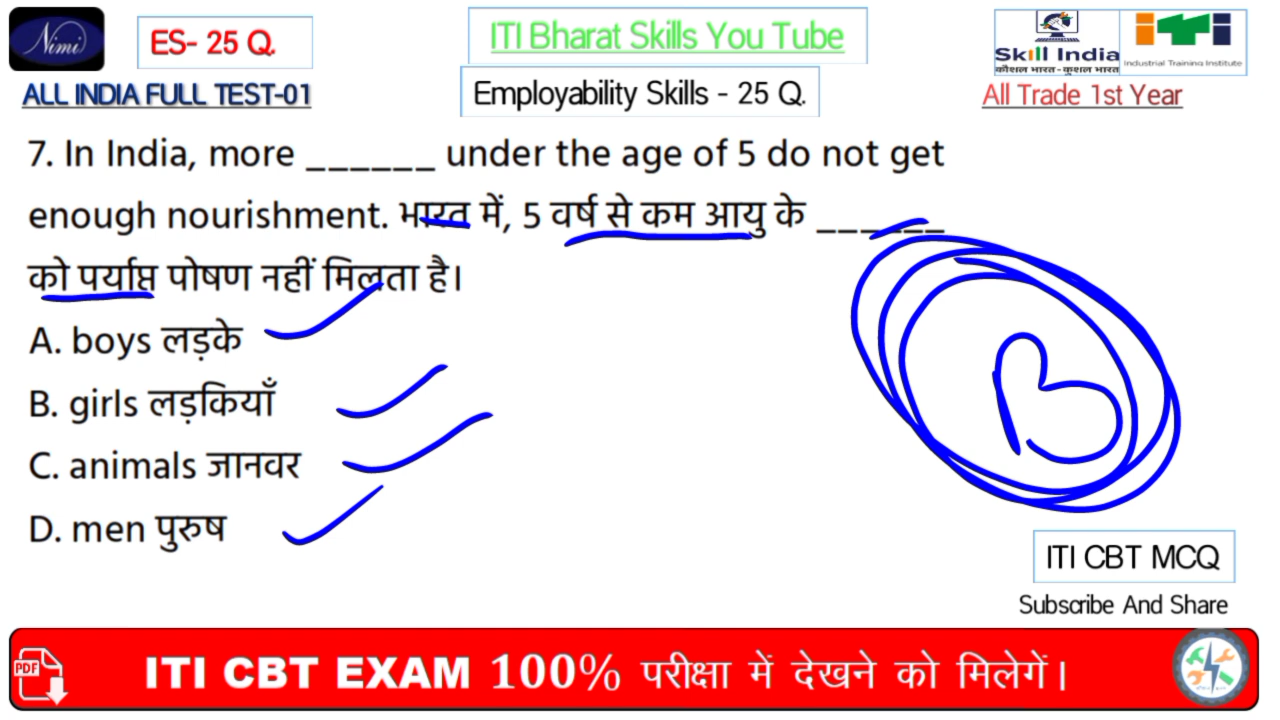 Nimi
ES- 25 Q.
ITI Bharat Skills You Tube
Skill India
कौशल भारत - कुशल भारत
iTi
Industrial Training Institute
ALL INDIA FULL TEST-01
Employability Skills - 25 Q.
All Trade 1st Year
7. In India, more ______ under the age of 5 do not get
enough nourishment. भारत में, 5 वर्ष से कम आयु के ______
को पर्याप्त पोषण नहीं मिलता है।
A. boys लड़के
B. girls लड़कियाँ
C. animals जानवर
D. men पुरुष
B
ITI CBT MCQ
Subscribe And Share
PDF
ITI CBT EXAM 100% परीक्षा में देखने को मिलेगें।